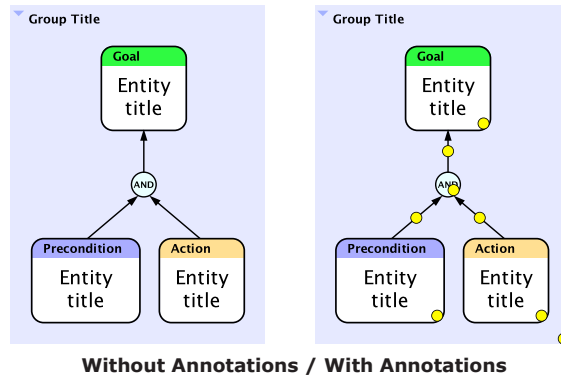 Group Title
Goal
Entity
title
AND
Precondition
Entity
title
Action
Entity
title
Group Title
Goal
Entity
title
AND
Precondition
Entity
title
Action
Entity
title
Without Annotations / With Annotations